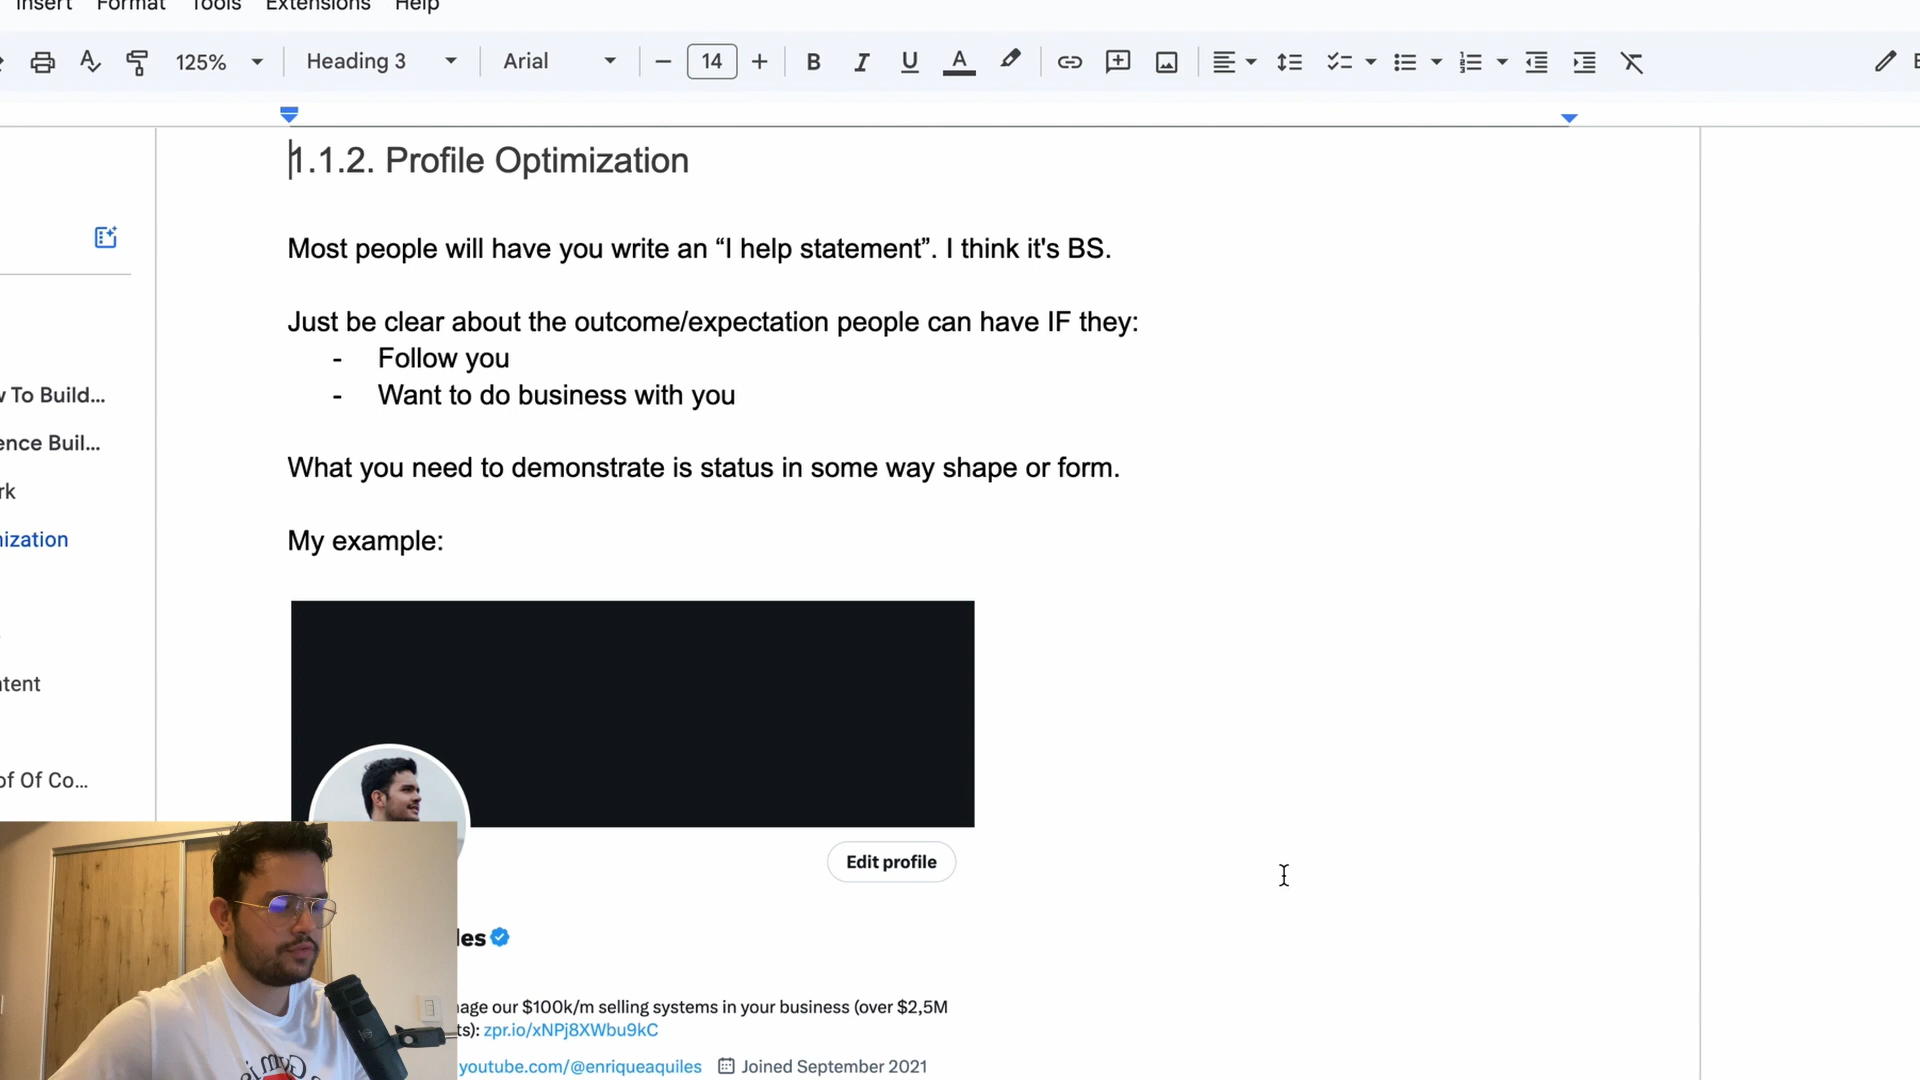 Insert Format Tools Extensions Help
125% Heading 3 Arial 14 B I U A
1.1.2. Profile Optimization
Most people will have you write an “I help statement”. I think it's BS.
Just be clear about the outcome/expectation people can have IF they:
- Follow you
- Want to do business with you
What you need to demonstrate is status in some way shape or form.
My example:
To Build...
ence Buil...
rk
ization
tent
of Of Co...
Edit profile
les
age our $100k/m selling systems in your business (over $2,5M
ts): zpr.io/xNPj8XWbu9kC
youtube.com/@enriqueaquiles Joined September 2021